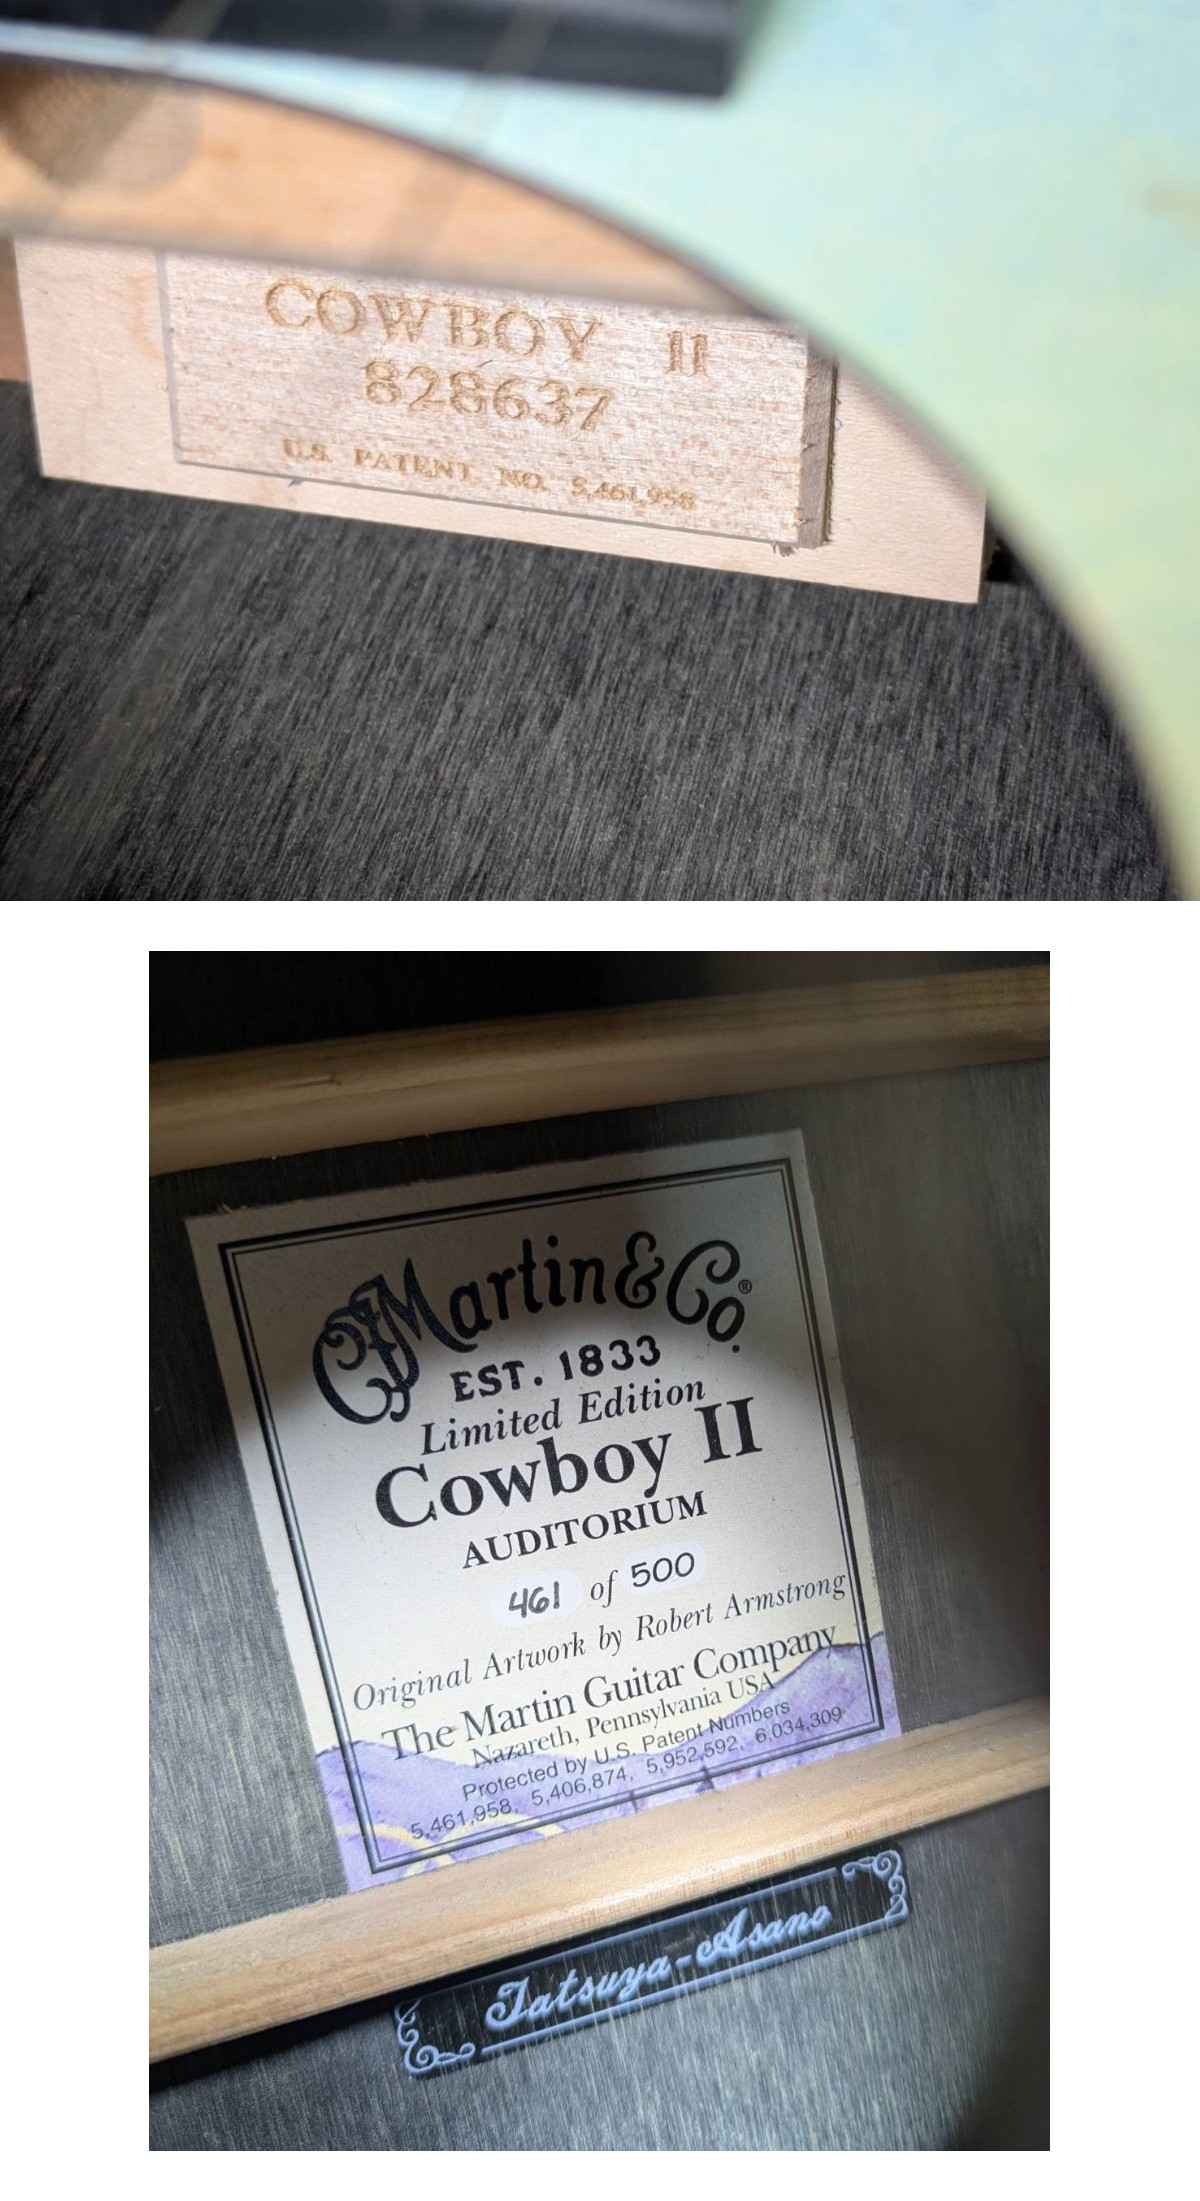 COWBOY II
828637
U.S. PATENT NO. 5,461,958
CF Martin & Co.®
EST. 1833
Limited Edition
Cowboy II
AUDITORIUM
461 of 500
Original Artwork by Robert Armstrong
The Martin Guitar Company
Nazareth, Pennsylvania USA
Protected by U.S. Patent Numbers
5,461,958, 5,406,874, 5,952,592, 6,034,309
Tatsuya-Asano